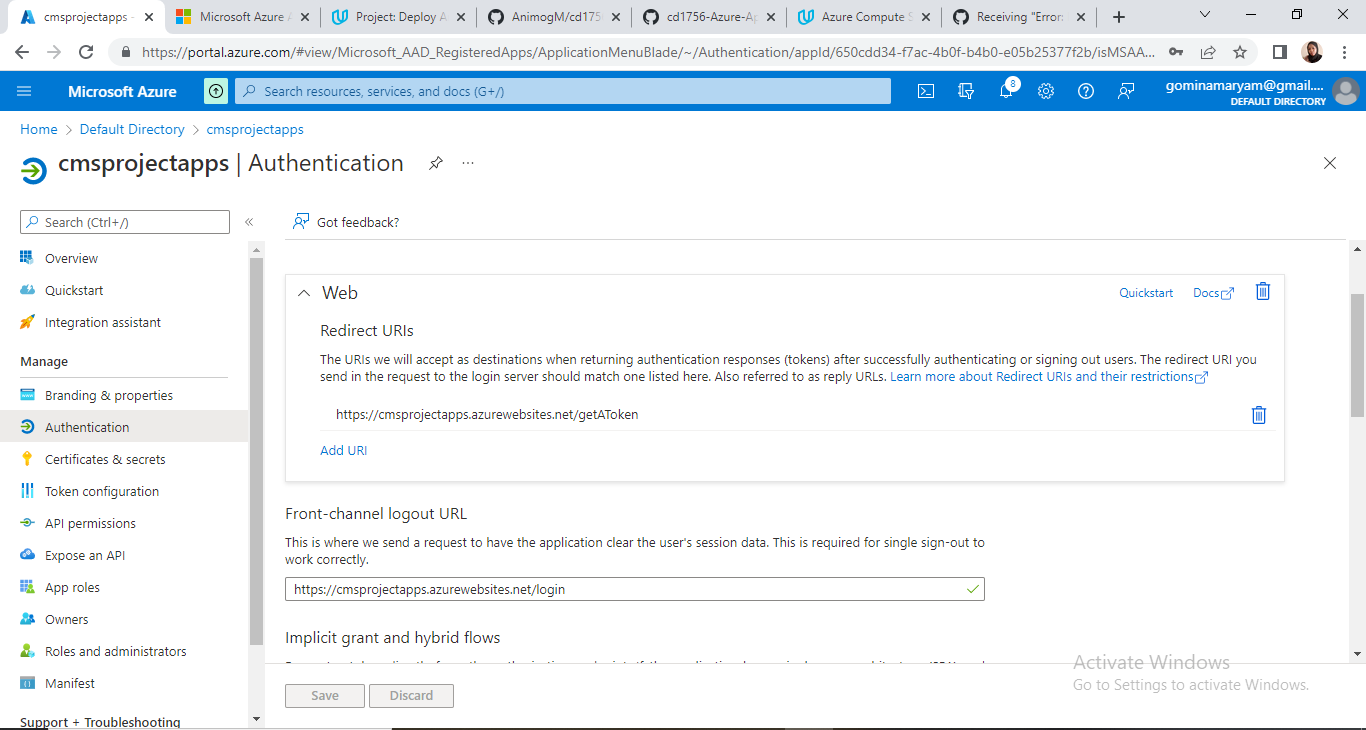 cmsprojectapps -
Microsoft Azure
Project: Deploy A
AnimogM/cd175
cd1756-Azure-Ap
Azure Compute S
Receiving "Error:
https://portal.azure.com/#view/Microsoft_AAD_RegisteredApps/ApplicationMenuBlade/~/Authentication/appId/650cdd34-f7ac-4b0f-b4b0-e05b25377f2b/isMSAA...
Microsoft Azure
Search resources, services, and docs (G+/)
8
gominamaryam@gmail....
DEFAULT DIRECTORY
Home > Default Directory > cmsprojectapps
cmsprojectapps | Authentication
Search (Ctrl+/)
Got feedback?
Overview
Quickstart
Integration assistant
Manage
Branding & properties
Authentication
Certificates & secrets
Token configuration
API permissions
Expose an API
App roles
Owners
Roles and administrators
Manifest
Support + Troubleshooting
Web
Quickstart
Docs
Redirect URIs
The URIs we will accept as destinations when returning authentication responses (tokens) after successfully authenticating or signing out users. The redirect URI you
send in the request to the login server should match one listed here. Also referred to as reply URLs. Learn more about Redirect URIs and their restrictions
https://cmsprojectapps.azurewebsites.net/getAToken
Add URI
Front-channel logout URL
This is where we send a request to have the application clear the user's session data. This is required for single sign-out to
work correctly.
https://cmsprojectapps.azurewebsites.net/login
Implicit grant and hybrid flows
Save
Discard
Activate Windows
Go to Settings to activate Windows.